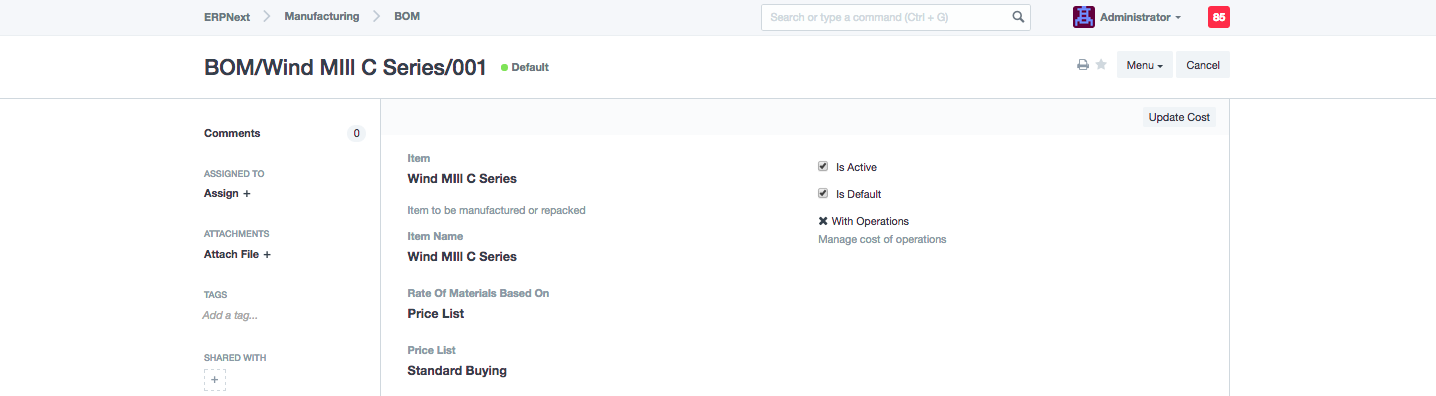 ERPNext Manufacturing BOM Search or type a command (Ctrl + G) Administrator 85
BOM/Wind MIll C Series/001 Default Menu Cancel
Update Cost
Comments 0
ASSIGNED TO
Assign +
ATTACHMENTS
Attach File +
TAGS
Add a tag...
SHARED WITH
+
Item
Wind MIll C Series
Item to be manufactured or repacked
Item Name
Wind MIll C Series
Rate Of Materials Based On
Price List
Price List
Standard Buying
Is Active
Is Default
With Operations
Manage cost of operations